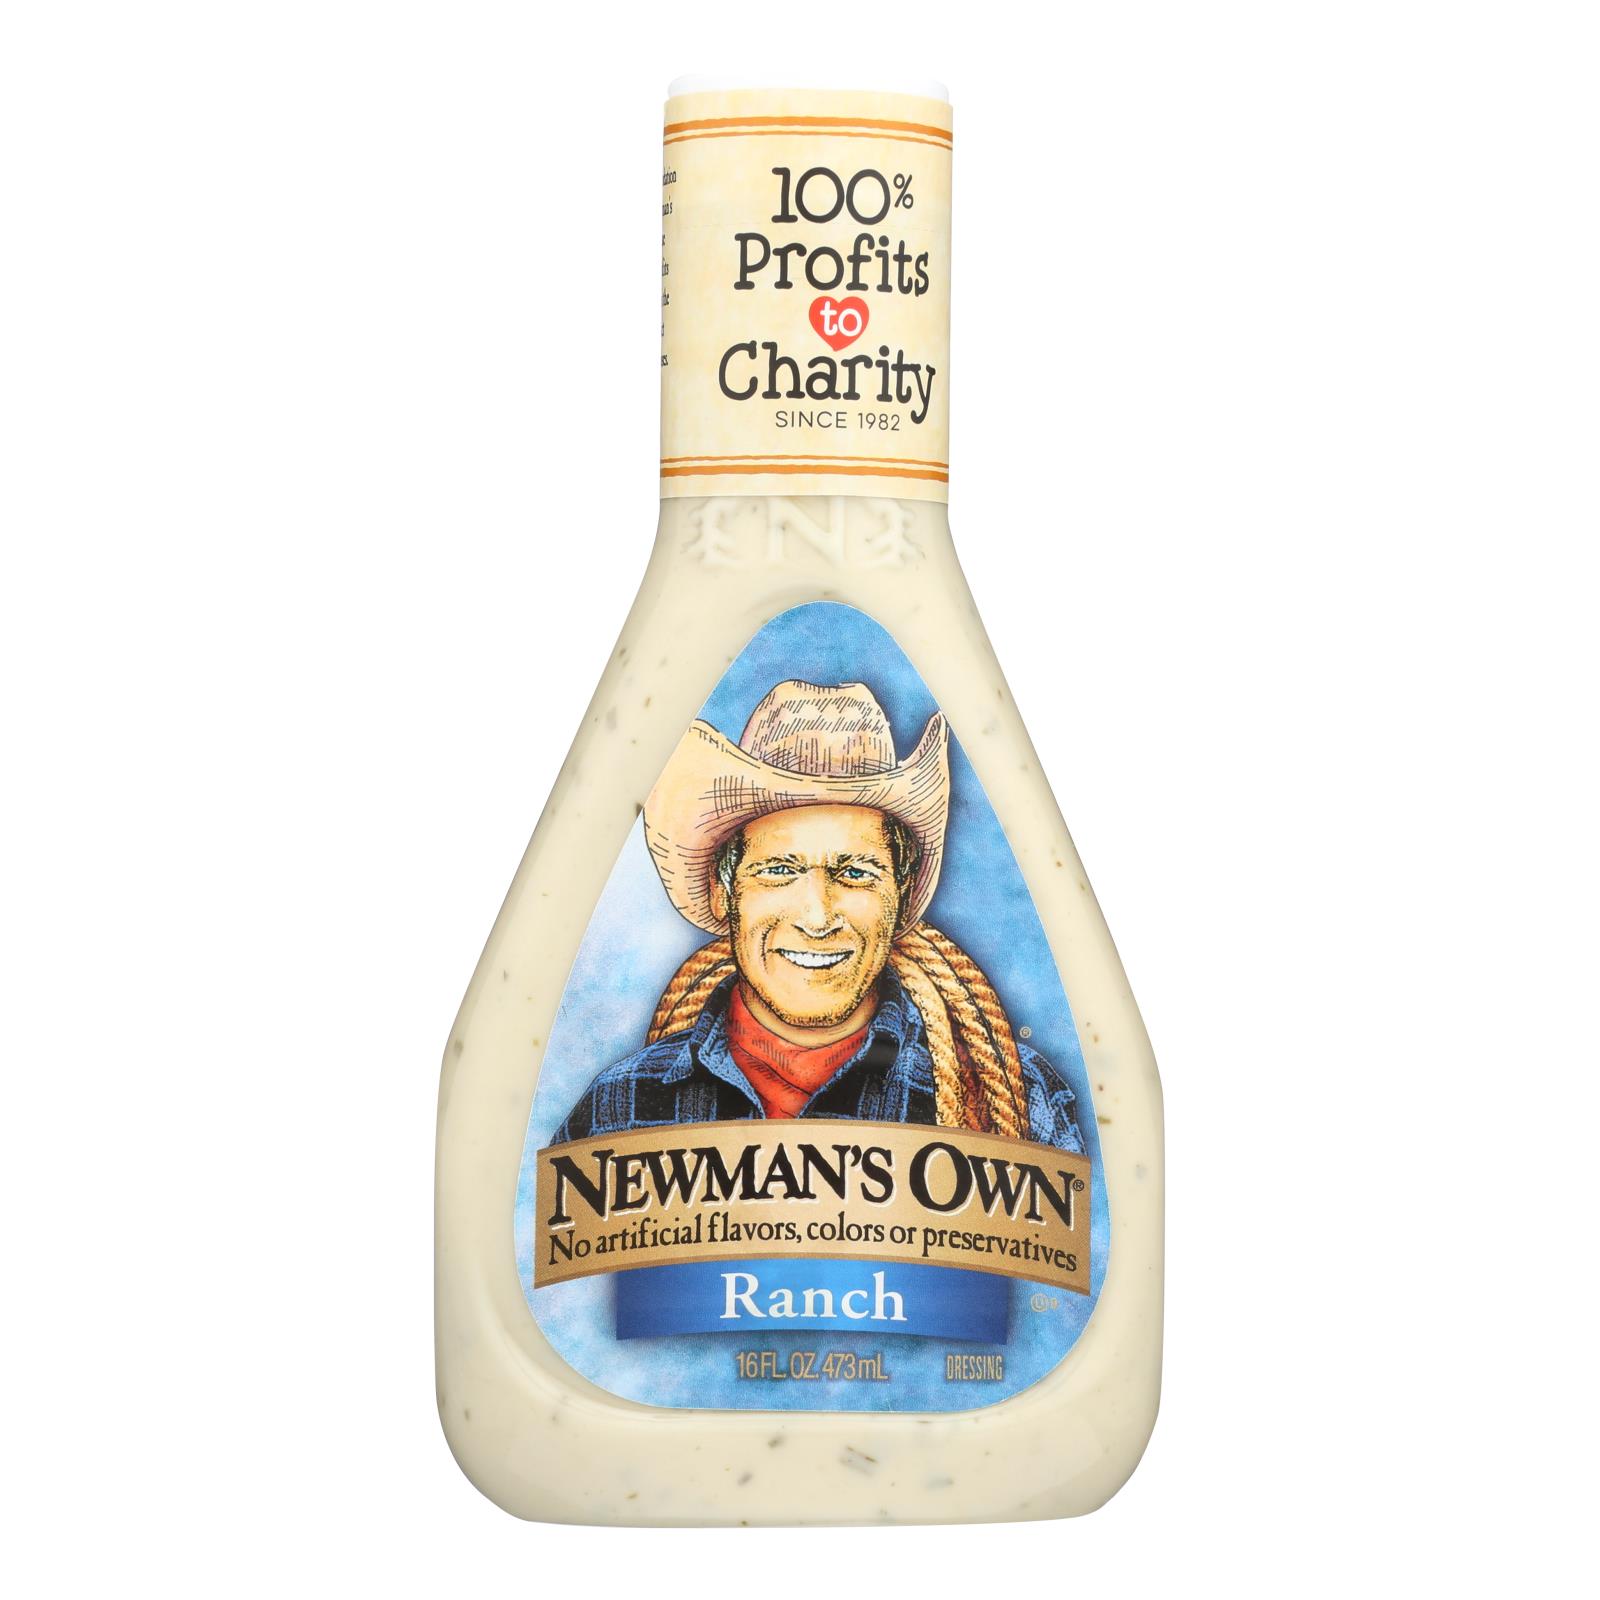 100%
Profits
to
Charity
SINCE 1982
N
NEWMAN'S OWN®
No artificial flavors, colors or preservatives
Ranch
16 FL. OZ. 473mL DRESSING